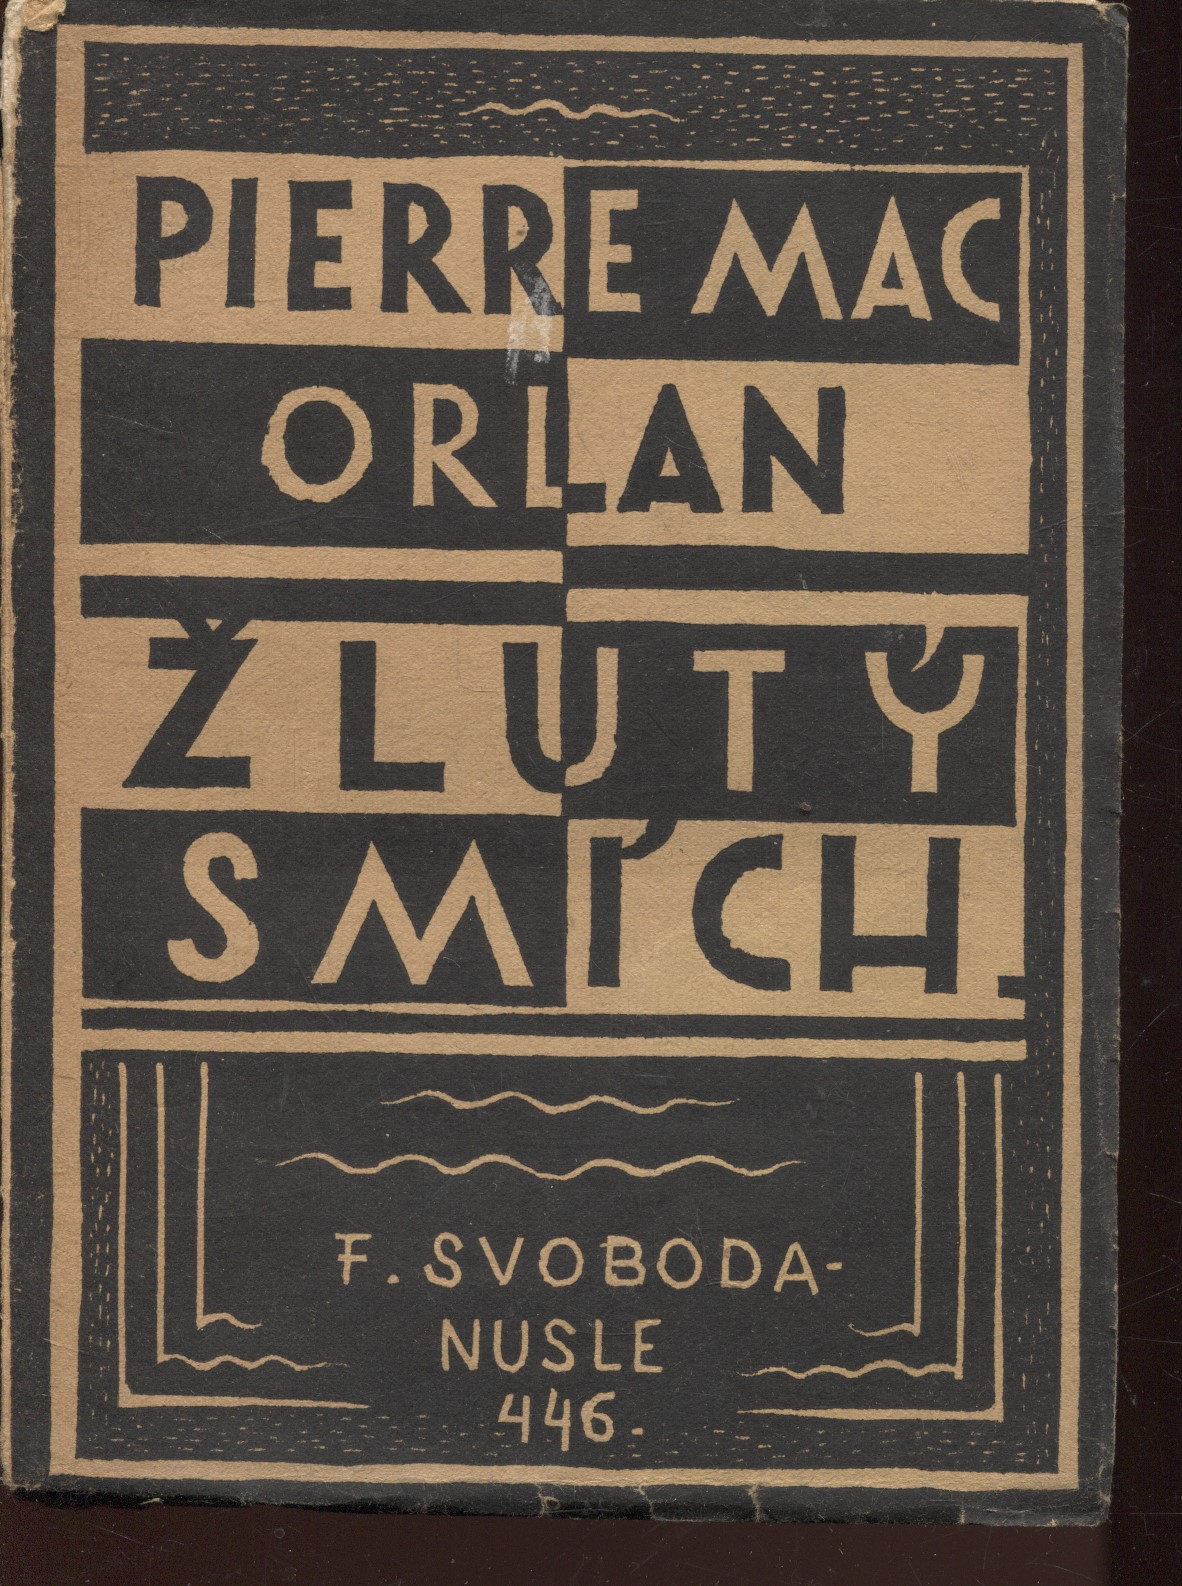 PIERRE MAC
ORLAN
ŽLUTÝ
SMÍCH.
F. SVOBODA-
NUSLE
446.